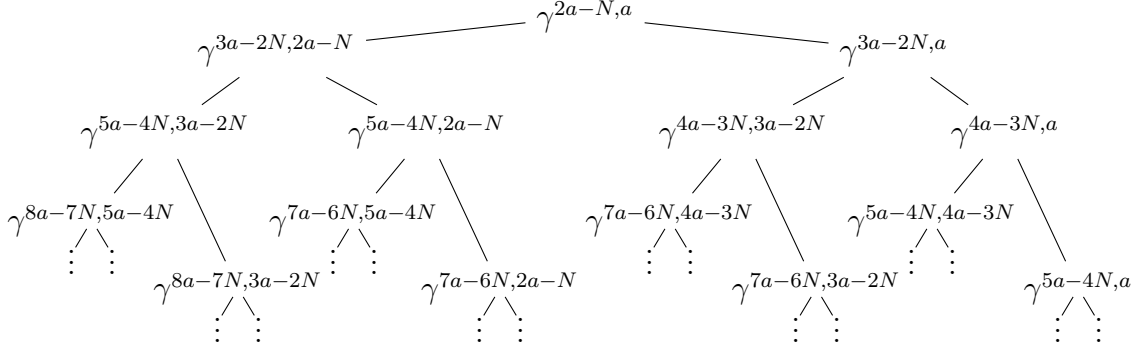 γ^{2a−N,a}
γ^{3a−2N,2a−N} γ^{3a−2N,a}
γ^{5a−4N,3a−2N} γ^{5a−4N,2a−N} γ^{4a−3N,3a−2N} γ^{4a−3N,a}
γ^{8a−7N,5a−4N} γ^{7a−6N,5a−4N} γ^{7a−6N,4a−3N} γ^{5a−4N,4a−3N}
⋮ ⋮ ⋮ ⋮ ⋮ ⋮ ⋮ ⋮
γ^{8a−7N,3a−2N} γ^{7a−6N,2a−N} γ^{7a−6N,3a−2N} γ^{5a−4N,a}
⋮ ⋮ ⋮ ⋮ ⋮ ⋮ ⋮ ⋮